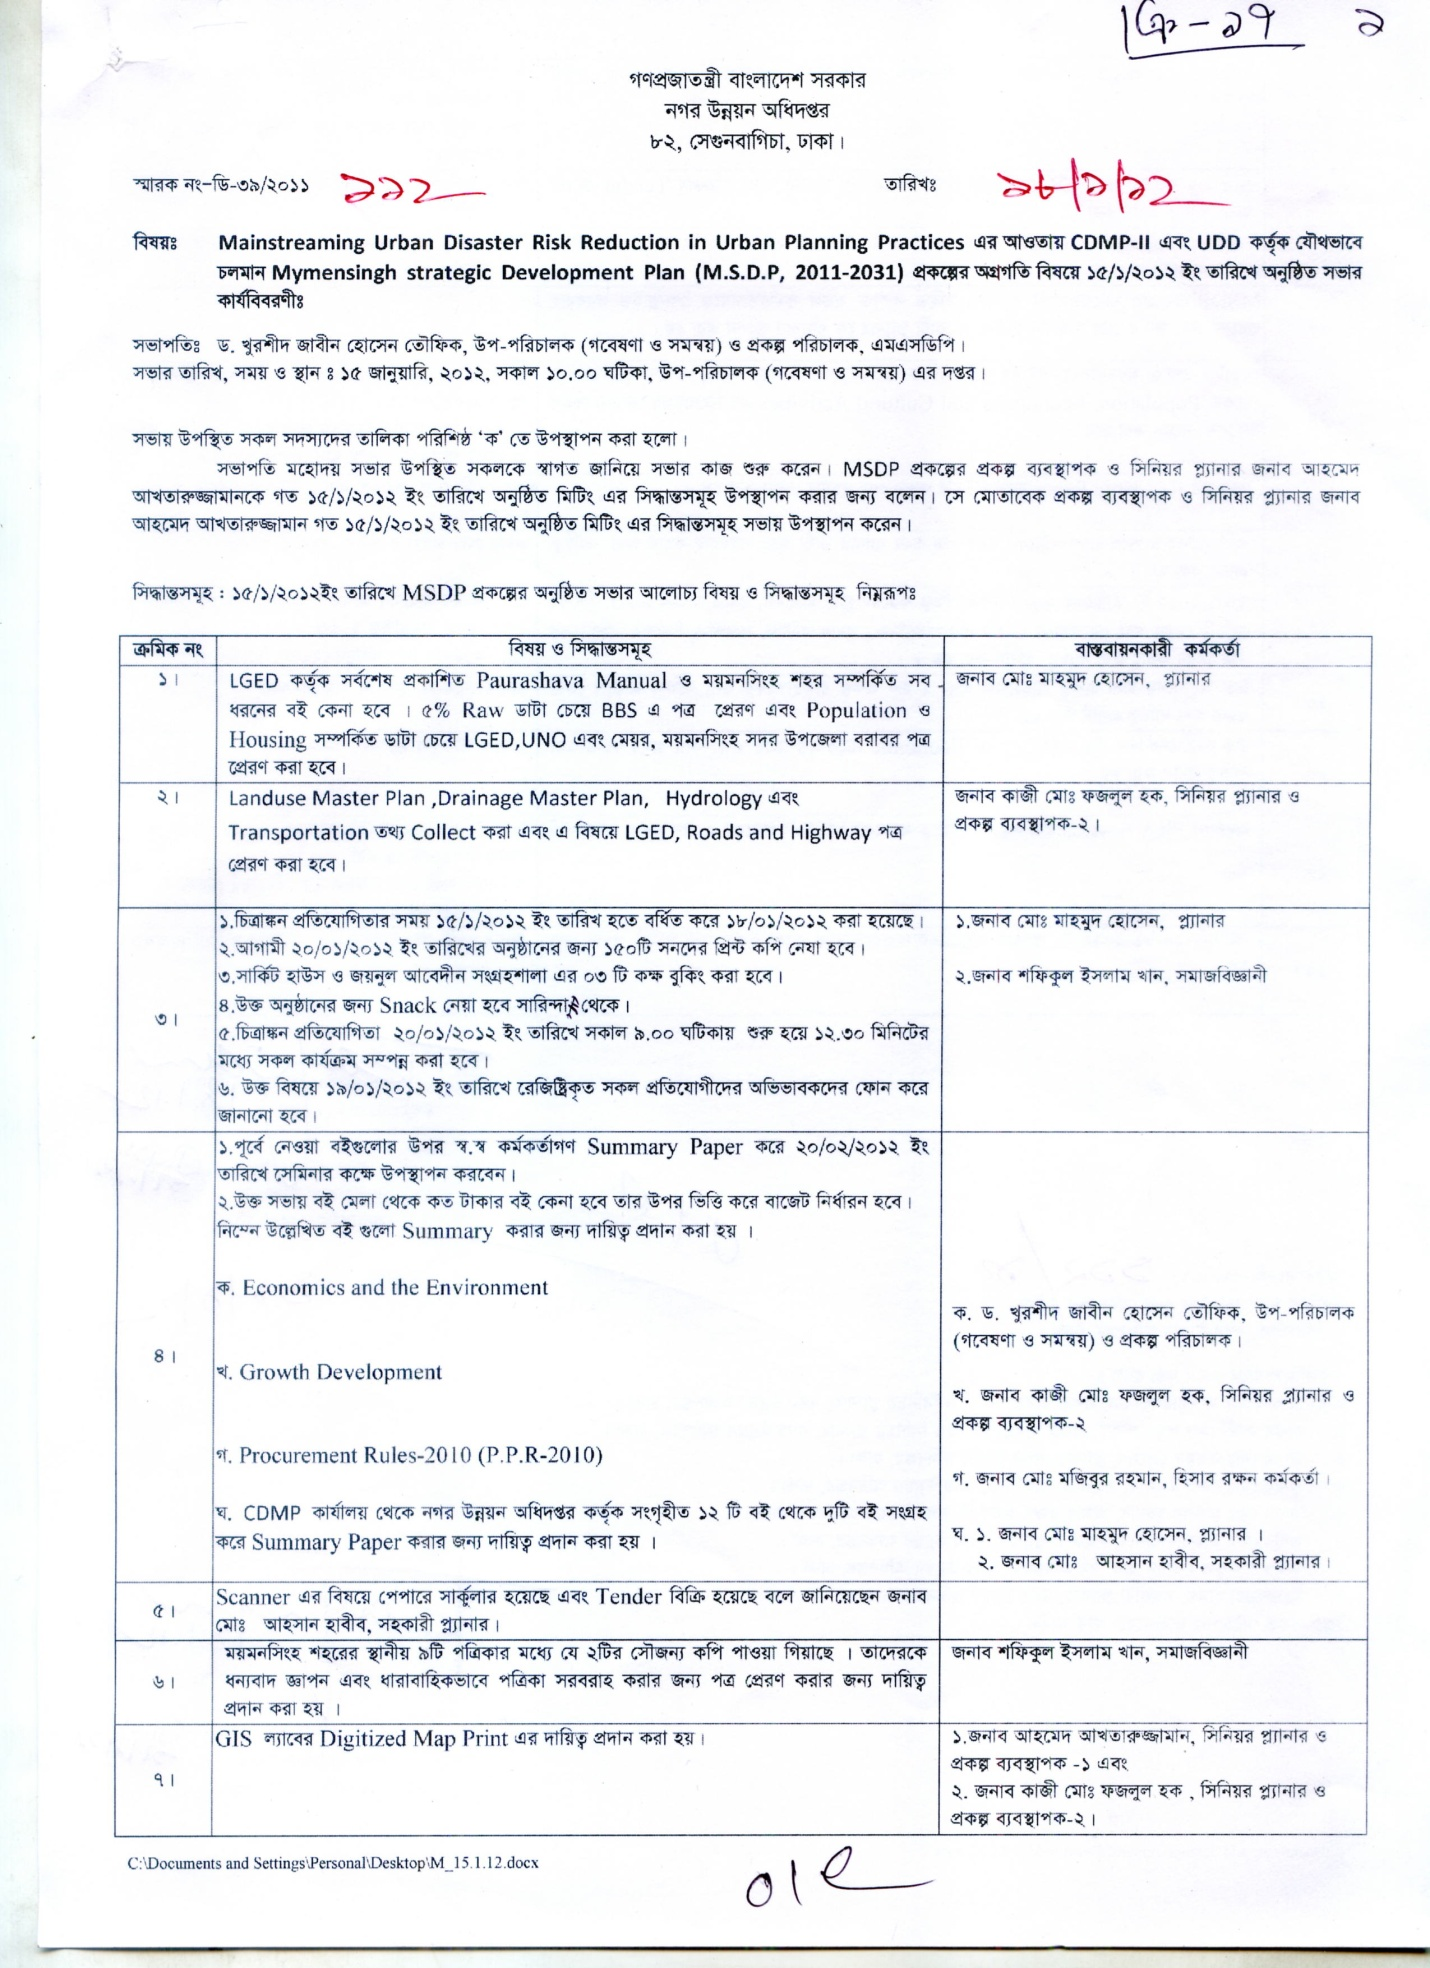 গণপ্রজাতন্ত্রী বাংলাদেশ সরকার
নগর উন্নয়ন অধিদপ্তর
৮২, সেগুনবাগিচা, ঢাকা।
স্মারক নং-ডি-৩৯/২০১১ ১১২ তারিখঃ ১৮/১/১২
বিষয়ঃ Mainstreaming Urban Disaster Risk Reduction in Urban Planning Practices এর আওতায় CDMP-II এবং UDD কর্তৃক যৌথভাবে
চলমান Mymensingh strategic Development Plan (M.S.D.P, 2011-2031) প্রকল্পের অগ্রগতি বিষয়ে ১৫/১/২০১২ ইং তারিখে অনুষ্ঠিত সভার
কার্যবিবরণীঃ
সভাপতিঃ ড. খুরশীদ জাবীন হোসেন তৌফিক, উপ-পরিচালক (গবেষণা ও সমন্বয়) ও প্রকল্প পরিচালক, এমএসডিপি।
সভার তারিখ, সময় ও স্থান ঃ ১৫ জানুয়ারি, ২০১২, সকাল ১০.০০ ঘটিকা, উপ-পরিচালক (গবেষণা ও সমন্বয়) এর দপ্তর।
সভায় উপস্থিত সকল সদস্যদের তালিকা পরিশিষ্ঠ ‘ক’ তে উপস্থাপন করা হলো।
সভাপতি মহোদয় সভার উপস্থিত সকলকে স্বাগত জানিয়ে সভার কাজ শুরু করেন। MSDP প্রকল্পের প্রকল্প ব্যবস্থাপক ও সিনিয়র প্ল্যানার জনাব আহমেদ
আখতারুজ্জামানকে গত ১৫/১/২০১২ ইং তারিখে অনুষ্ঠিত মিটিং এর সিদ্ধান্তসমূহ উপস্থাপন করার জন্য বলেন। সে মোতাবেক প্রকল্প ব্যবস্থাপক ও সিনিয়র প্ল্যানার জনাব
আহমেদ আখতারুজ্জামান গত ১৫/১/২০১২ ইং তারিখে অনুষ্ঠিত মিটিং এর সিদ্ধান্তসমূহ সভায় উপস্থাপন করেন।
সিদ্ধান্তসমূহ : ১৫/১/২০১২ইং তারিখে MSDP প্রকল্পের অনুষ্ঠিত সভার আলোচ্য বিষয় ও সিদ্ধান্তসমূহ নিম্নরূপঃ
ক্রমিক নং বিষয় ও সিদ্ধান্তসমূহ বাস্তবায়নকারী কর্মকর্তা
১। LGED কর্তৃক সর্বশেষ প্রকাশিত Paurashava Manual ও ময়মনসিংহ শহর সম্পর্কিত সব জনাব মোঃ মাহমুদ হোসেন, প্ল্যানার
ধরনের বই কেনা হবে । ৫% Raw ডাটা চেয়ে BBS এ পত্র প্রেরণ এবং Population ও
Housing সম্পর্কিত ডাটা চেয়ে LGED,UNO এবং মেয়র, ময়মনসিংহ সদর উপজেলা বরাবর পত্র
প্রেরণ করা হবে।
২। Landuse Master Plan ,Drainage Master Plan, Hydrology এবং জনাব কাজী মোঃ ফজলুল হক, সিনিয়র প্ল্যানার ও
Transportation তথ্য Collect করা এবং এ বিষয়ে LGED, Roads and Highway পত্র প্রকল্প ব্যবস্থাপক-২।
প্রেরণ করা হবে।
৩। ১.চিত্রাঙ্কন প্রতিযোগিতার সময় ১৫/১/২০১২ ইং তারিখ হতে বর্ধিত করে ১৮/০১/২০১২ করা হয়েছে। ১.জনাব মোঃ মাহমুদ হোসেন, প্ল্যানার
২.আগামী ২০/০১/২০১২ ইং তারিখের অনুষ্ঠানের জন্য ১৫০টি সনদের প্রিন্ট কপি নেযা হবে।
৩.সার্কিট হাউস ও জয়নুল আবেদীন সংগ্রহশালা এর ০৩ টি কক্ষ বুকিং করা হবে। ২.জনাব শফিকুল ইসলাম খান, সমাজবিজ্ঞানী
৪.উক্ত অনুষ্ঠানের জন্য Snack নেয়া হবে সারিন্দা থেকে।
৫.চিত্রাঙ্কন প্রতিযোগিতা ২০/০১/২০১২ ইং তারিখে সকাল ৯.০০ ঘটিকায় শুরু হয়ে ১২.৩০ মিনিটের
মধ্যে সকল কার্যক্রম সম্পন্ন করা হবে।
৬. উক্ত বিষয়ে ১৯/০১/২০১২ ইং তারিখে রেজিষ্ট্রিকৃত সকল প্রতিযোগীদের অভিভাবকদের ফোন করে
জানানো হবে।
৪। ১.পূর্বে নেওয়া বইগুলোর উপর স্ব.স্ব কর্মকর্তাগণ Summary Paper করে ২০/০২/২০১২ ইং
তারিখে সেমিনার কক্ষে উপস্থাপন করবেন।
২.উক্ত সভায় বই মেলা থেকে কত টাকার বই কেনা হবে তার উপর ভিত্তি করে বাজেট নির্ধারন হবে।
নিম্নে উল্লেখিত বই গুলো Summary করার জন্য দায়িত্ব প্রদান করা হয় ।
ক. Economics and the Environment
ক. ড. খুরশীদ জাবীন হোসেন তৌফিক, উপ-পরিচালক
(গবেষণা ও সমন্বয়) ও প্রকল্প পরিচালক।
খ. Growth Development
খ. জনাব কাজী মোঃ ফজলুল হক, সিনিয়র প্ল্যানার ও
প্রকল্প ব্যবস্থাপক-২
গ. Procurement Rules-2010 (P.P.R-2010)
গ. জনাব মোঃ মজিবুর রহমান, হিসাব রক্ষন কর্মকর্তা।
ঘ. CDMP কার্যালয় থেকে নগর উন্নয়ন অধিদপ্তর কর্তৃক সংগৃহীত ১২ টি বই থেকে দুটি বই সংগ্রহ
করে Summary Paper করার জন্য দায়িত্ব প্রদান করা হয় ।
ঘ. ১. জনাব মোঃ মাহমুদ হোসেন, প্ল্যানার ।
২. জনাব মোঃ আহসান হাবীব, সহকারী প্ল্যানার।
৫। Scanner এর বিষয়ে পেপারে সার্কুলার হয়েছে এবং Tender বিক্রি হয়েছে বলে জানিয়েছেন জনাব
মোঃ আহসান হাবীব, সহকারী প্ল্যানার।
৬। ময়মনসিংহ শহরের স্থানীয় ৯টি পত্রিকার মধ্যে যে ২টির সৌজন্য কপি পাওয়া গিয়াছে । তাদেরকে জনাব শফিকুল ইসলাম খান, সমাজবিজ্ঞানী
ধন্যবাদ জ্ঞাপন এবং ধারাবাহিকভাবে পত্রিকা সরবরাহ করার জন্য পত্র প্রেরণ করার জন্য দায়িত্ব
প্রদান করা হয় ।
৭। GIS ল্যাবের Digitized Map Print এর দায়িত্ব প্রদান করা হয়। ১.জনাব আহমেদ আখতারুজ্জামান, সিনিয়র প্ল্যানার ও
প্রকল্প ব্যবস্থাপক -১ এবং
২. জনাব কাজী মোঃ ফজলুল হক , সিনিয়র প্ল্যানার ও
প্রকল্প ব্যবস্থাপক-২।
C:\Documents and Settings\Personal\Desktop\M_15.1.12.docx